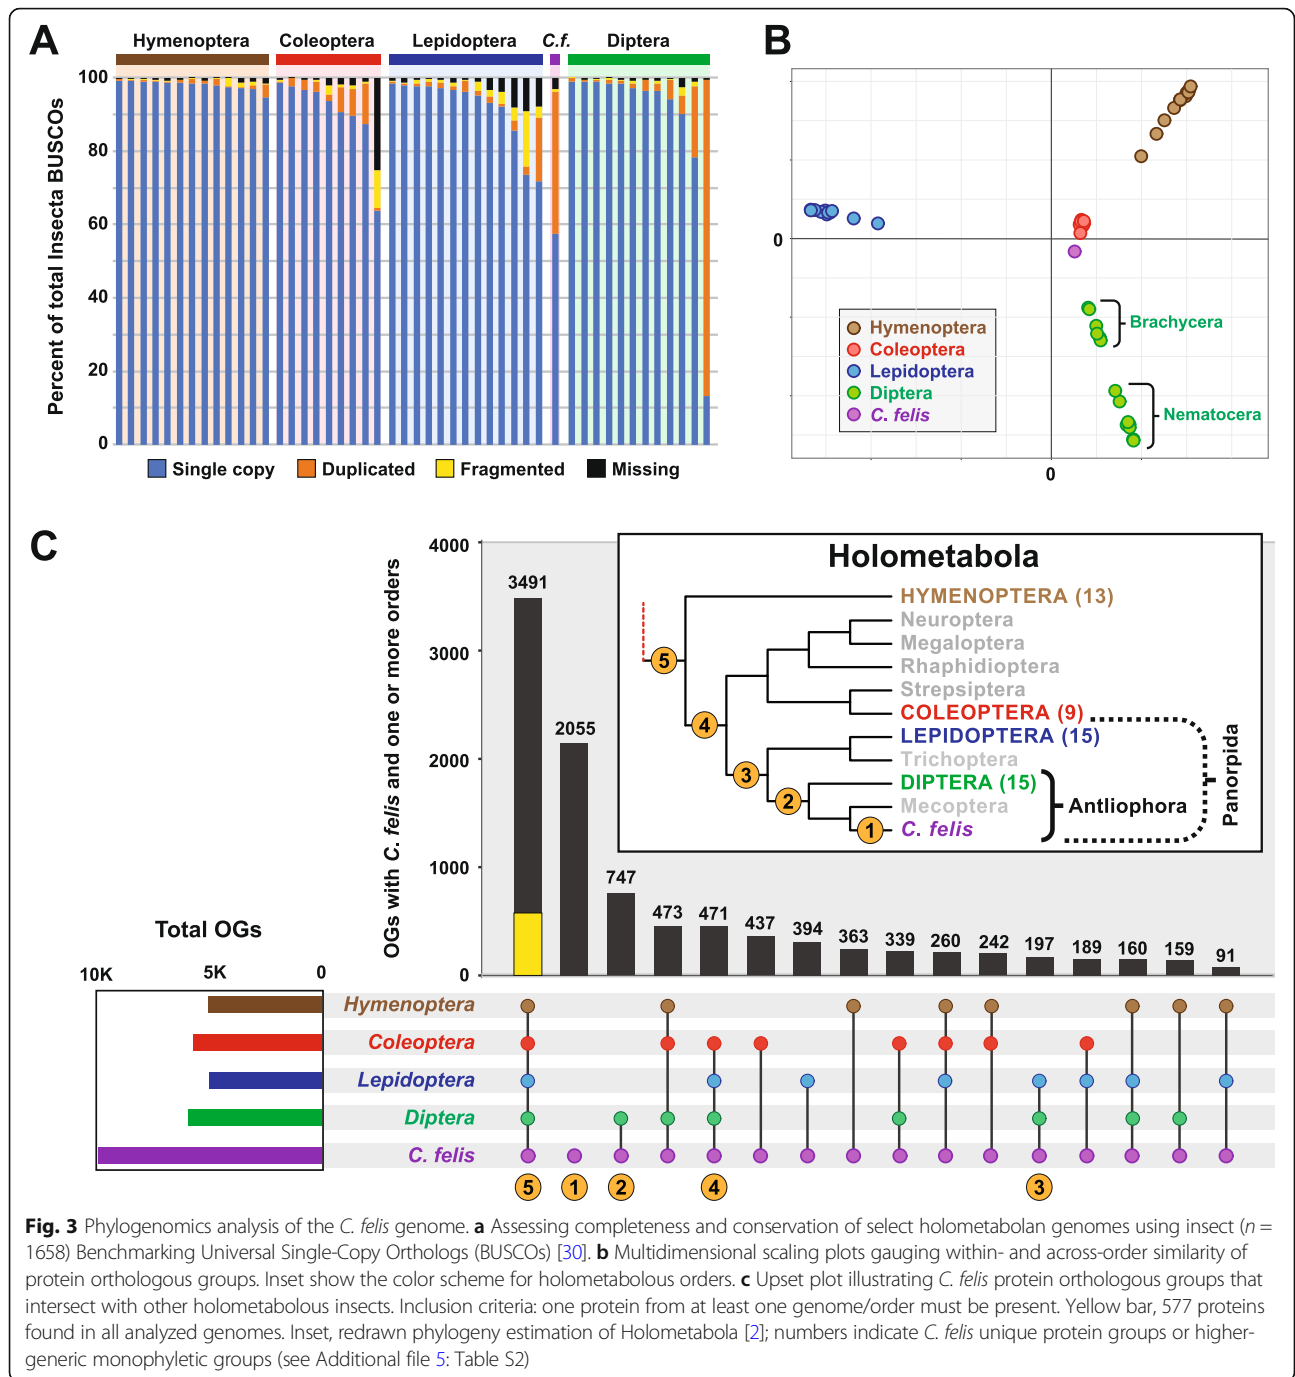 A
Hymenoptera
Coleoptera
Lepidoptera
C.f.
Diptera
Percent of total Insecta BUSCOs
100
80
60
40
20
0
Single copy
Duplicated
Fragmented
Missing
B
0
0
Hymenoptera
Coleoptera
Lepidoptera
Diptera
C. felis
Brachycera
Nematocera
C
OGs with C. felis and one or more orders
4000
3000
2000
1000
0
3491
2055
747
473
471
437
394
363
339
260
242
197
189
160
159
91
Holometabola
HYMENOPTERA (13)
Neuroptera
Megaloptera
Rhaphidioptera
Strepsiptera
COLEOPTERA (9)
LEPIDOPTERA (15)
Trichoptera
DIPTERA (15)
Mecoptera
C. felis
5
4
3
2
1
Antliophora
Panorpida
Total OGs
10K
5K
0
Hymenoptera
Coleoptera
Lepidoptera
Diptera
C. felis
5
1
2
4
3
Fig. 3 Phylogenomics analysis of the C. felis genome. a Assessing completeness and conservation of select holometabolan genomes using insect (n =
1658) Benchmarking Universal Single-Copy Orthologs (BUSCOs) [30]. b Multidimensional scaling plots gauging within- and across-order similarity of
protein orthologous groups. Inset show the color scheme for holometabolous orders. c Upset plot illustrating C. felis protein orthologous groups that
intersect with other holometabolous insects. Inclusion criteria: one protein from at least one genome/order must be present. Yellow bar, 577 proteins
found in all analyzed genomes. Inset, redrawn phylogeny estimation of Holometabola [2]; numbers indicate C. felis unique protein groups or higher-
generic monophyletic groups (see Additional file 5: Table S2)